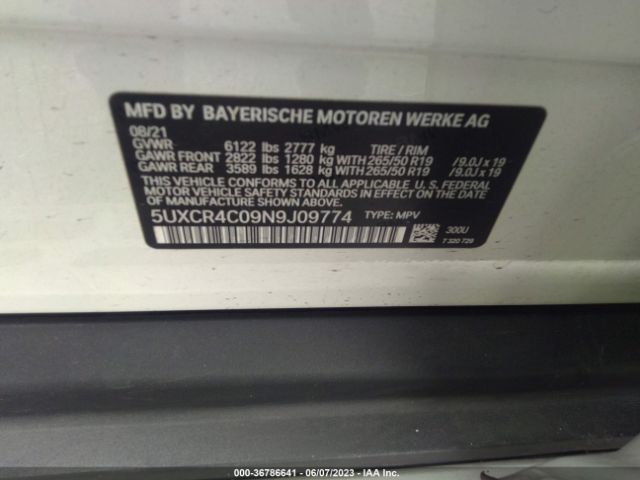 MFD BY BAYERISCHE MOTOREN WERKE AG
08/21
GVWR 6122 lbs 2777 kg TIRE / RIM
GAWR FRONT 2822 lbs 1280 kg WITH 265/50 R19 /9.0J x 19
GAWR REAR 3589 lbs 1628 kg WITH 265/50 R19 /9.0J x 19
THIS VEHICLE CONFORMS TO ALL APPLICABLE FEDERAL
MOTOR VEHICLE SAFETY STANDARDS IN EFFECT ON THE DATE
OF MANUFACTURE SHOWN ABOVE.
5UXCR4C09N9J09774 TYPE: MPV
300U
7 320 729
000-36786641 - 06/07/2023 - IAA Inc.